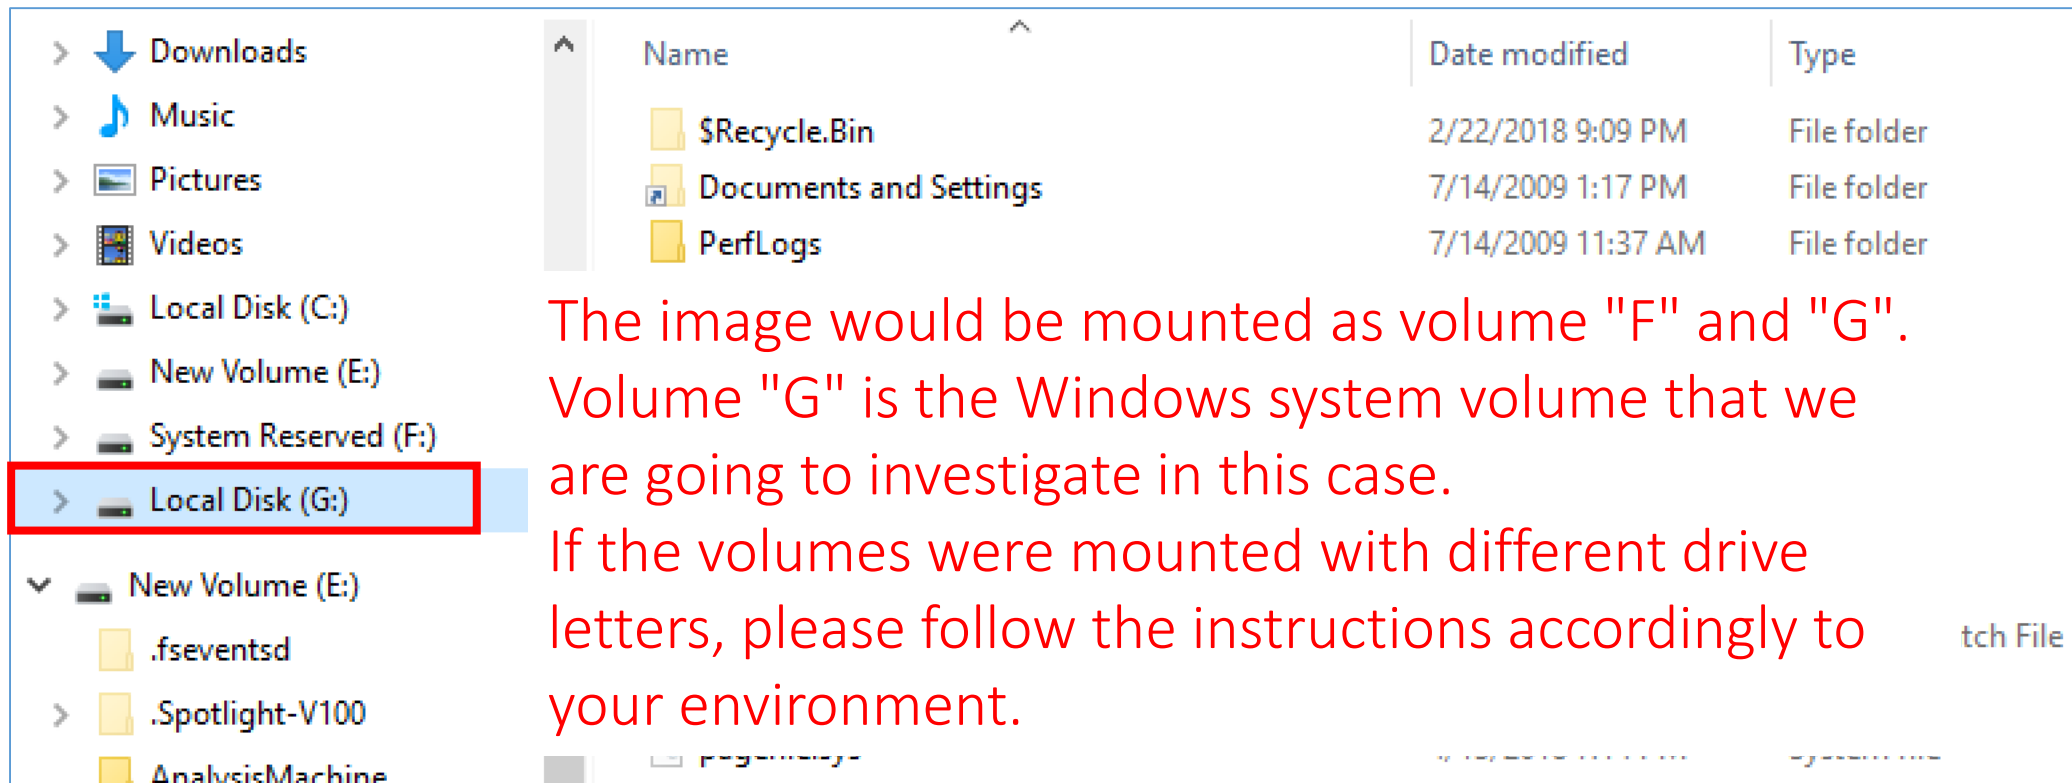 Downloads
Music
Pictures
Videos
Local Disk (C:)
New Volume (E:)
System Reserved (F:)
Local Disk (G:)
New Volume (E:)
.fseventsd
.Spotlight-V100
AnalysisMachine
Name Date modified Type
$Recycle.Bin 2/22/2018 9:09 PM File folder
Documents and Settings 7/14/2009 1:17 PM File folder
PerfLogs 7/14/2009 11:37 AM File folder
The image would be mounted as volume "F" and "G".
Volume "G" is the Windows system volume that we
are going to investigate in this case.
If the volumes were mounted with different drive
letters, please follow the instructions accordingly to
your environment.
tch File